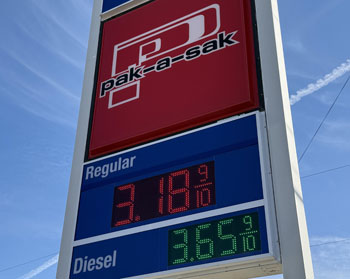 P
pak-a-sak
Regular
3.18 9/10
Diesel
3.65 9/10